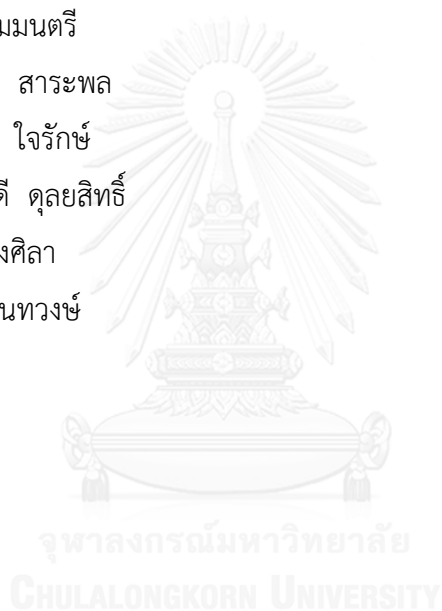 มมนตรี
สาระพล
ใจรักษ์
ดี ดุลยสิทธิ์
งศิลา
นทวงษ์
จุฬาลงกรณ์มหาวิทยาลัย
CHULALONGKORN UNIVERSITY